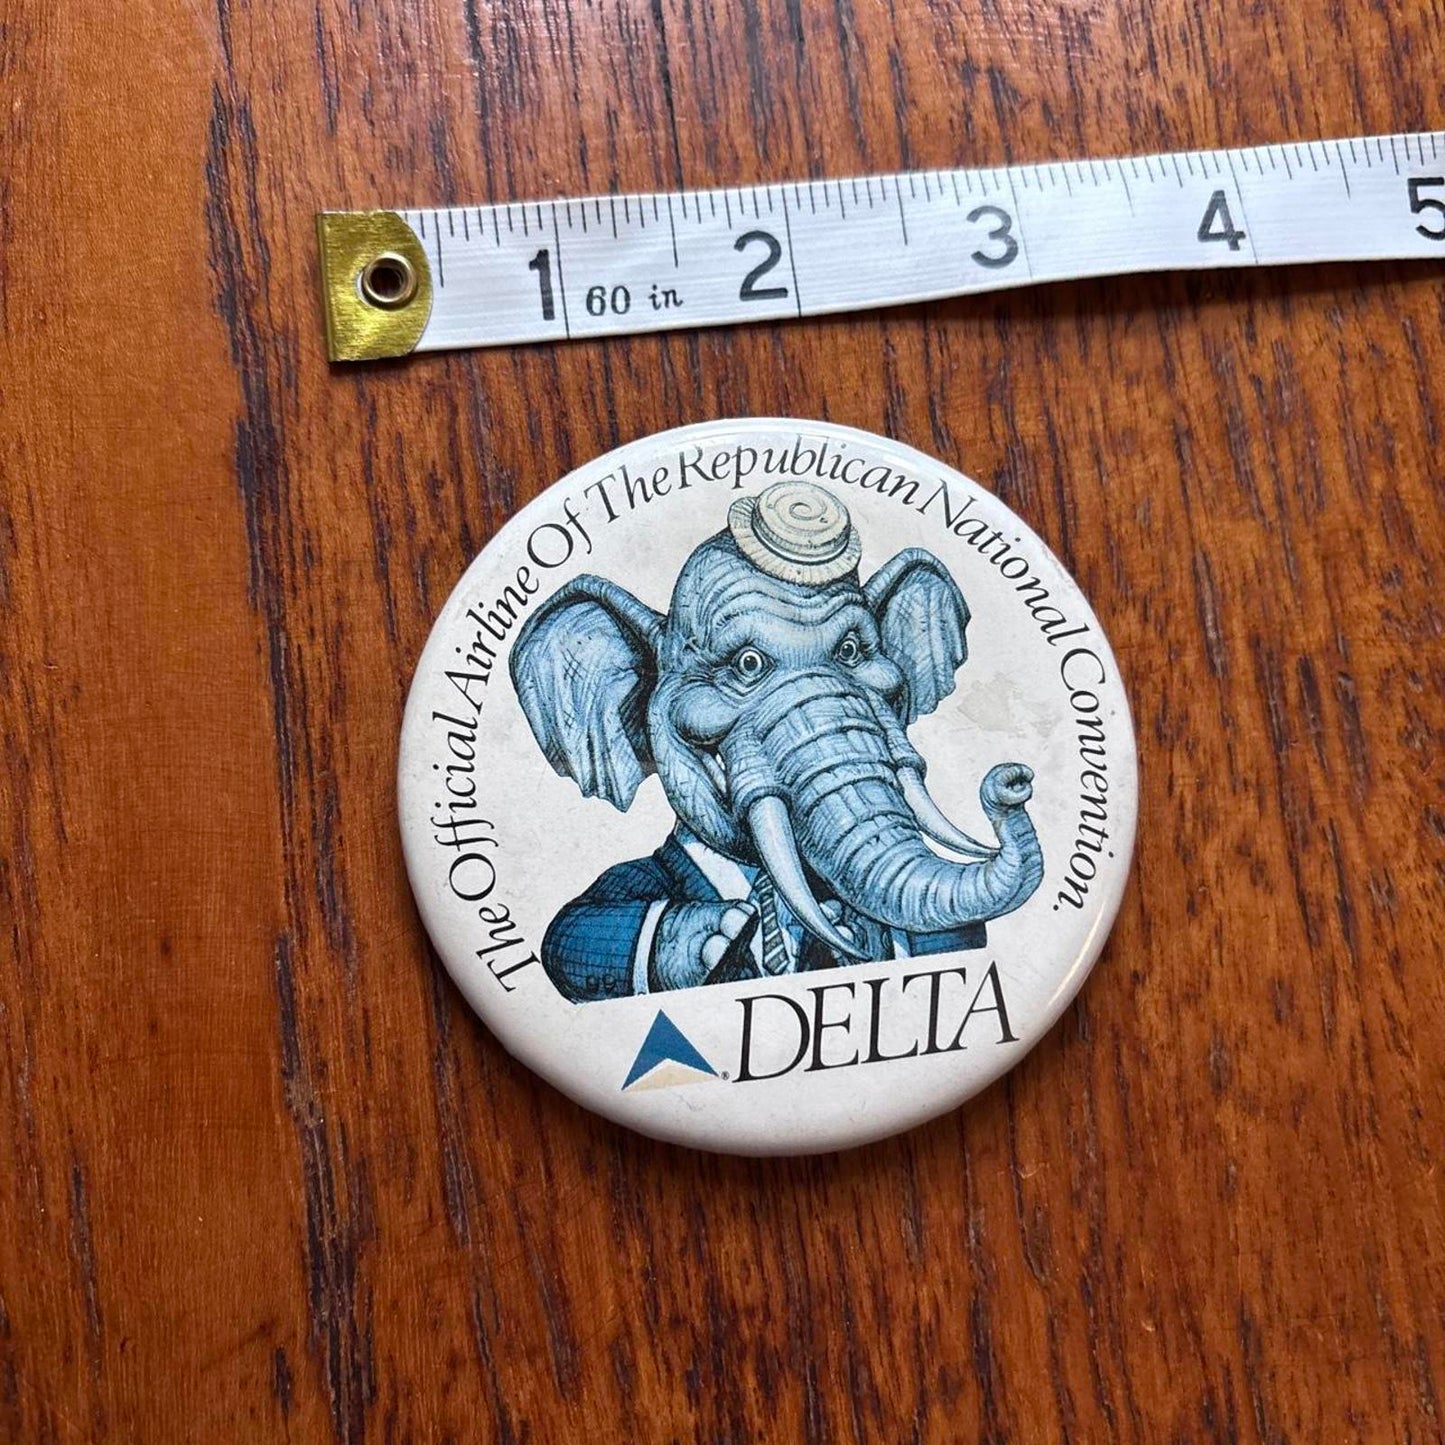 1 2 3 4 5
60 in
The Official Airline Of The Republican National Convention.
® DELTA